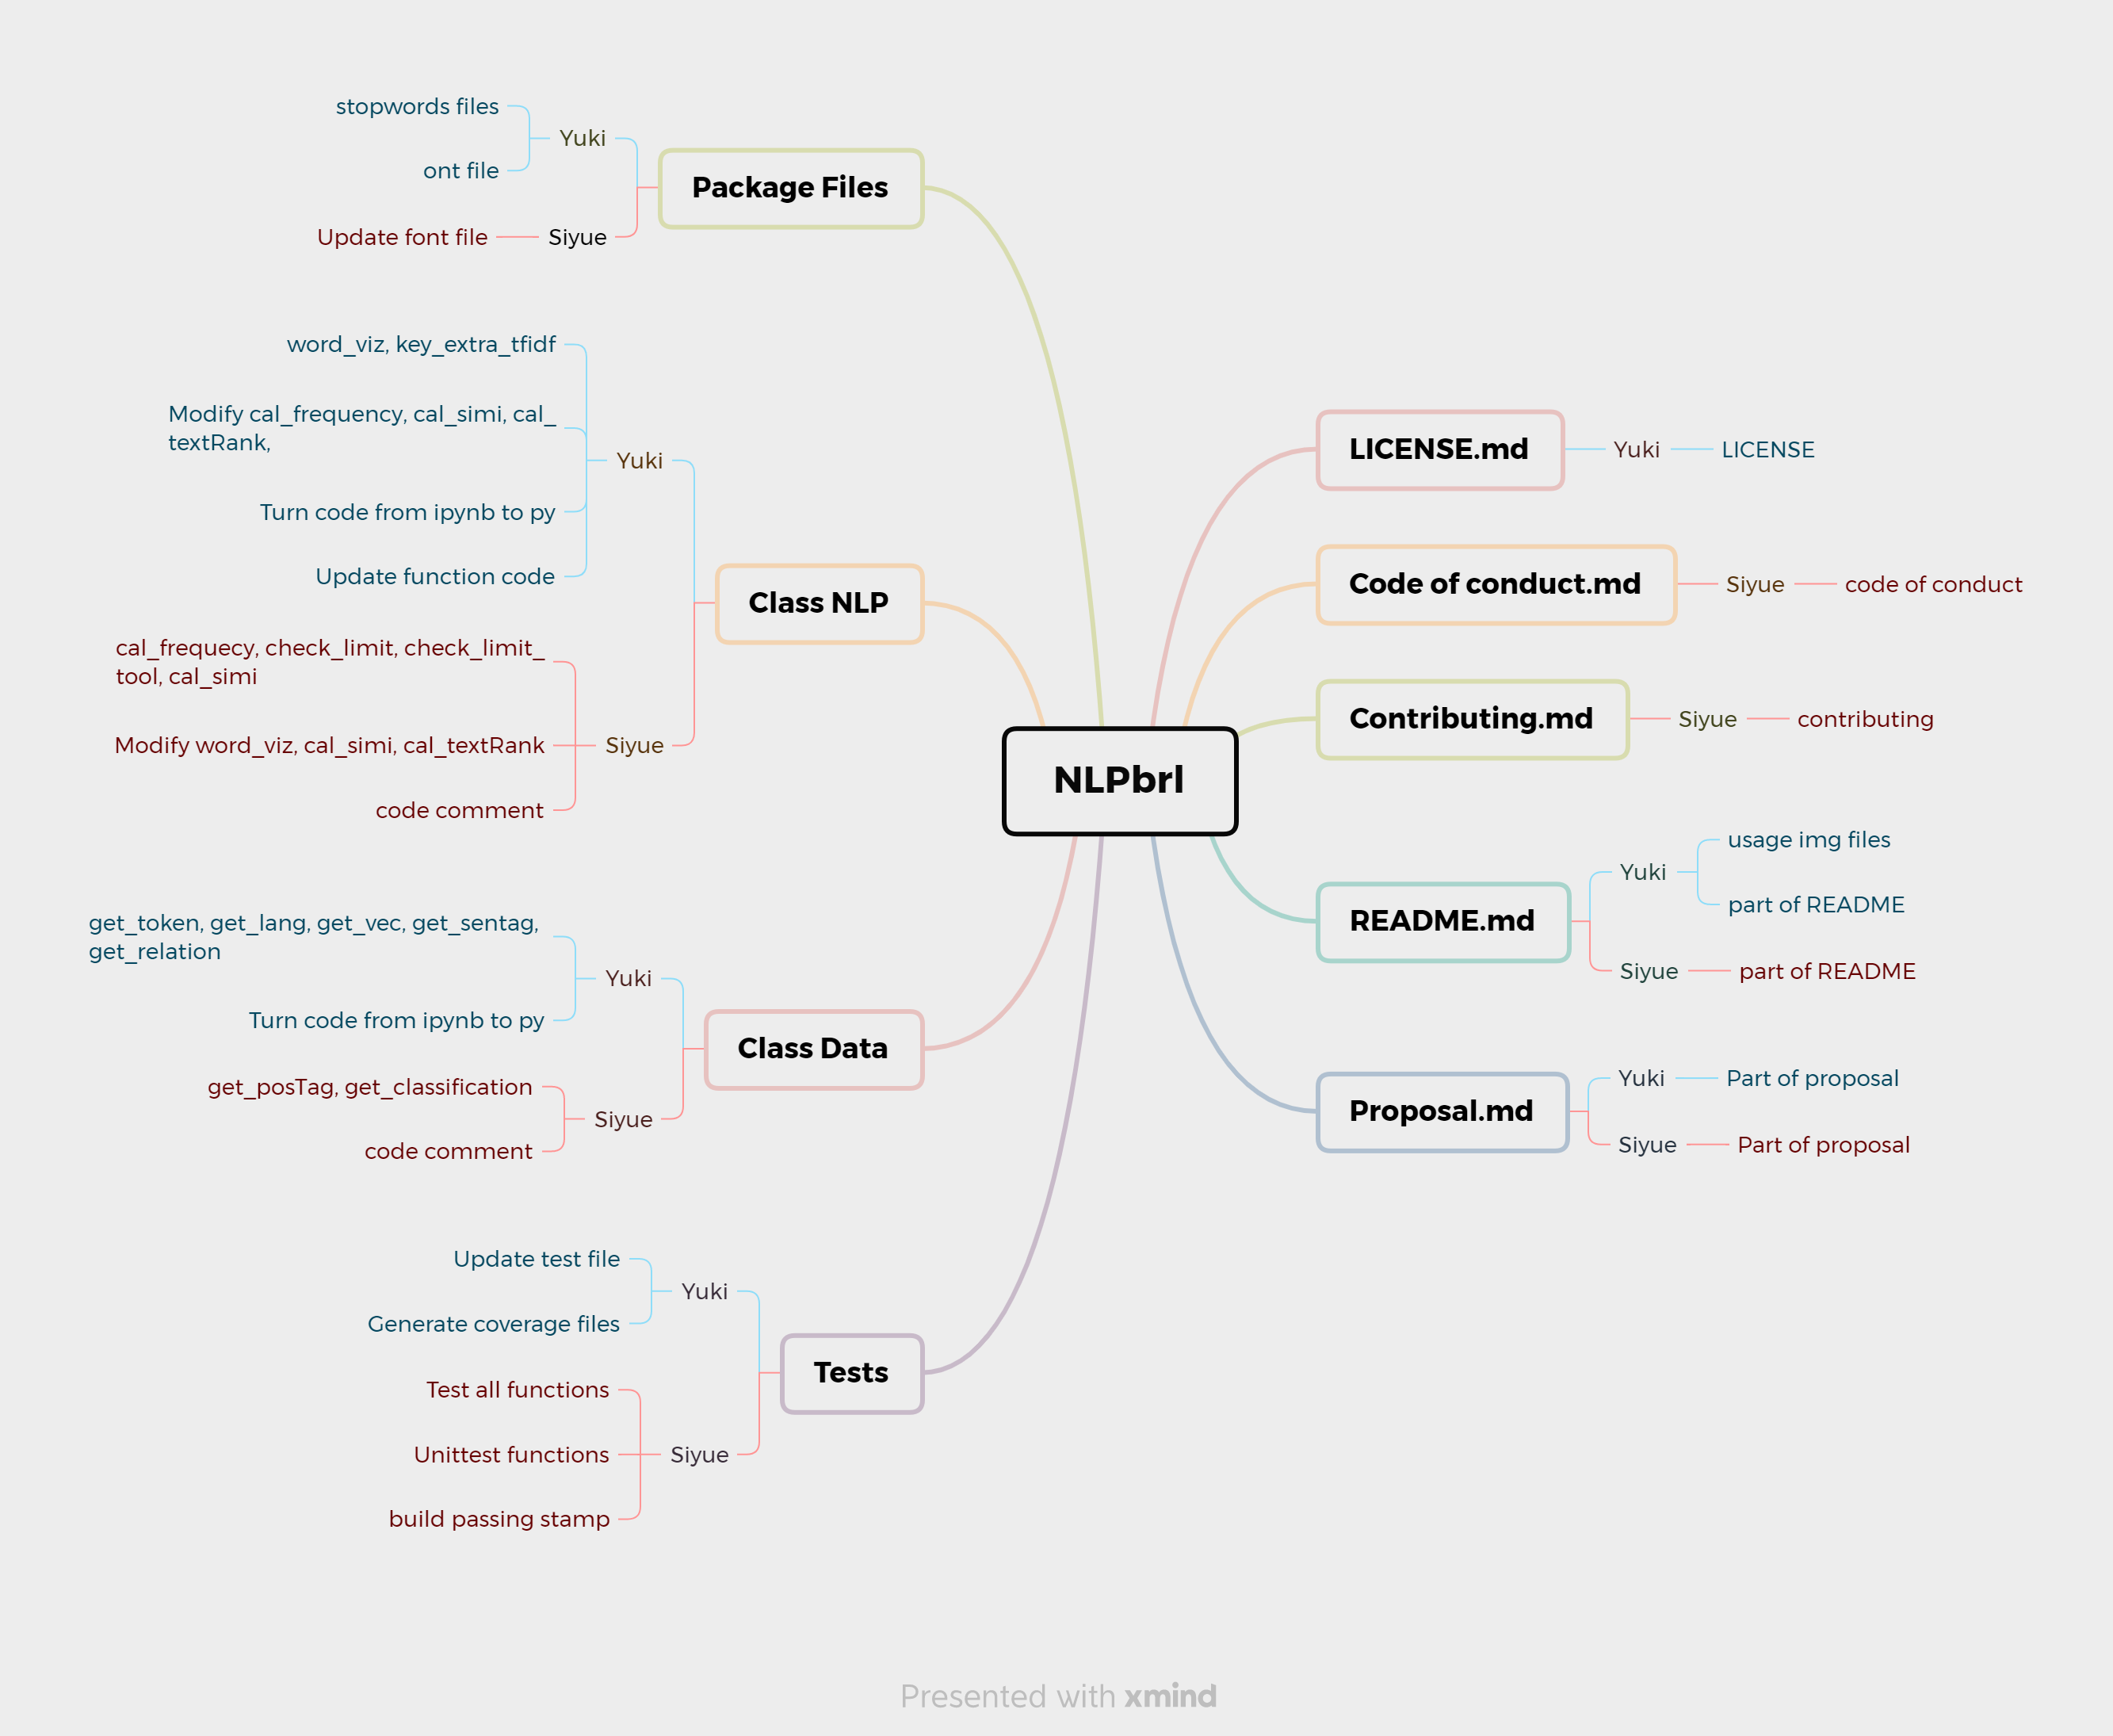 NLPbrl
Package Files
Yuki
stopwords files
ont file
Siyue
Update font file
Class NLP
Yuki
word_viz, key_extra_tfidf
Modify cal_frequency, cal_simi, cal_
textRank,
Turn code from ipynb to py
Update function code
Siyue
cal_frequecy, check_limit, check_limit_
tool, cal_simi
Modify word_viz, cal_simi, cal_textRank
code comment
Class Data
Yuki
get_token, get_lang, get_vec, get_sentag,
get_relation
Turn code from ipynb to py
Siyue
get_posTag, get_classification
code comment
Tests
Yuki
Update test file
Generate coverage files
Siyue
Test all functions
Unittest functions
build passing stamp
LICENSE.md
Yuki
LICENSE
Code of conduct.md
Siyue
code of conduct
Contributing.md
Siyue
contributing
README.md
Yuki
usage img files
part of README
Siyue
part of README
Proposal.md
Yuki
Part of proposal
Siyue
Part of proposal
Presented with xmind